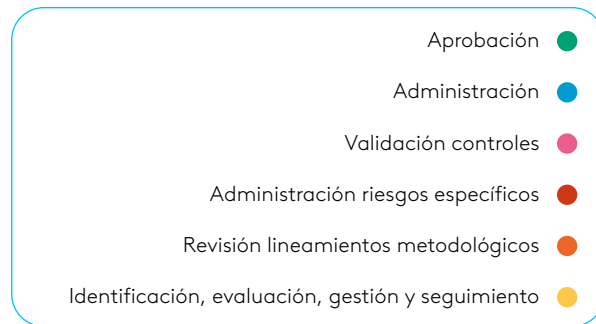 Aprobación
Administración
Validación controles
Administración riesgos específicos
Revisión lineamientos metodológicos
Identificación, evaluación, gestión y seguimiento